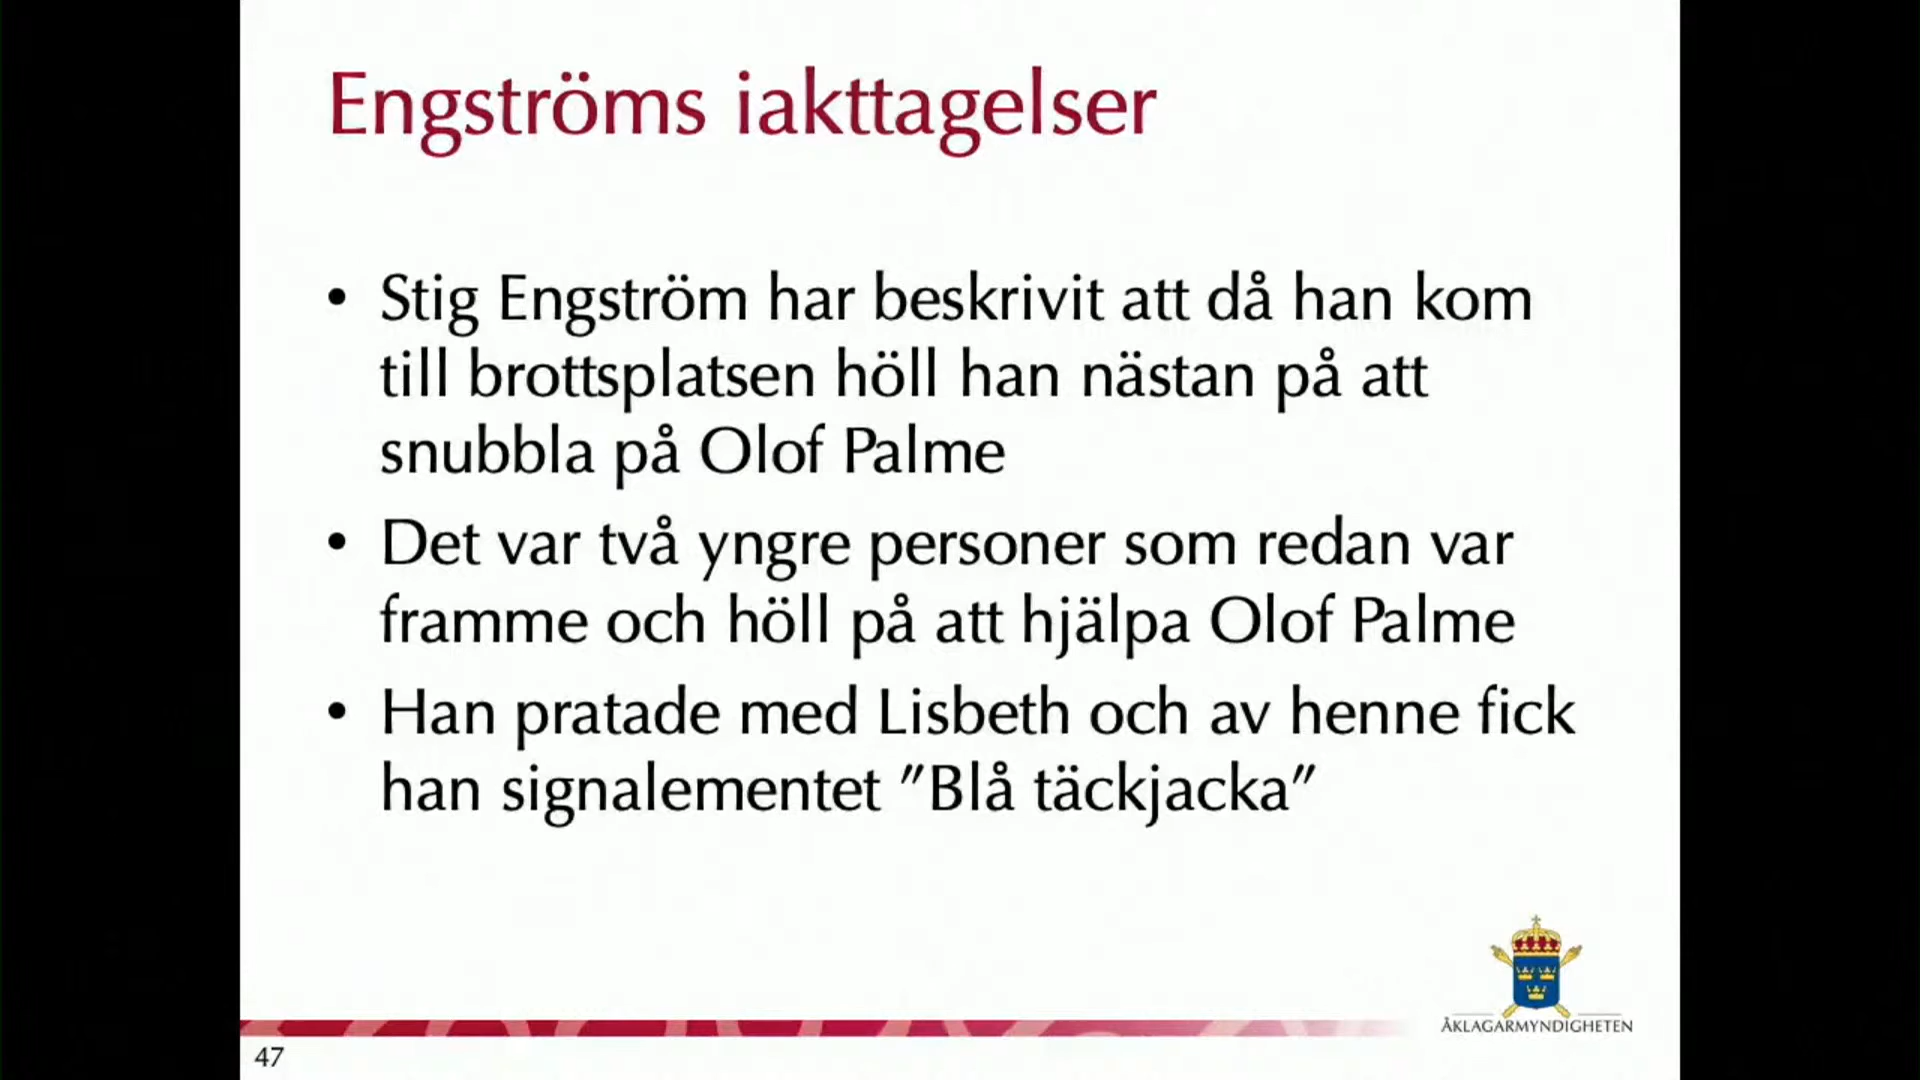 Engströms iakttagelser
• Stig Engström har beskrivit att då han kom
till brottsplatsen höll han nästan på att
snubbla på Olof Palme
• Det var två yngre personer som redan var
framme och höll på att hjälpa Olof Palme
• Han pratade med Lisbeth och av henne fick
han signalementet ”Blå täckjacka”
ÅKLAGARMYNDIGHETEN
47